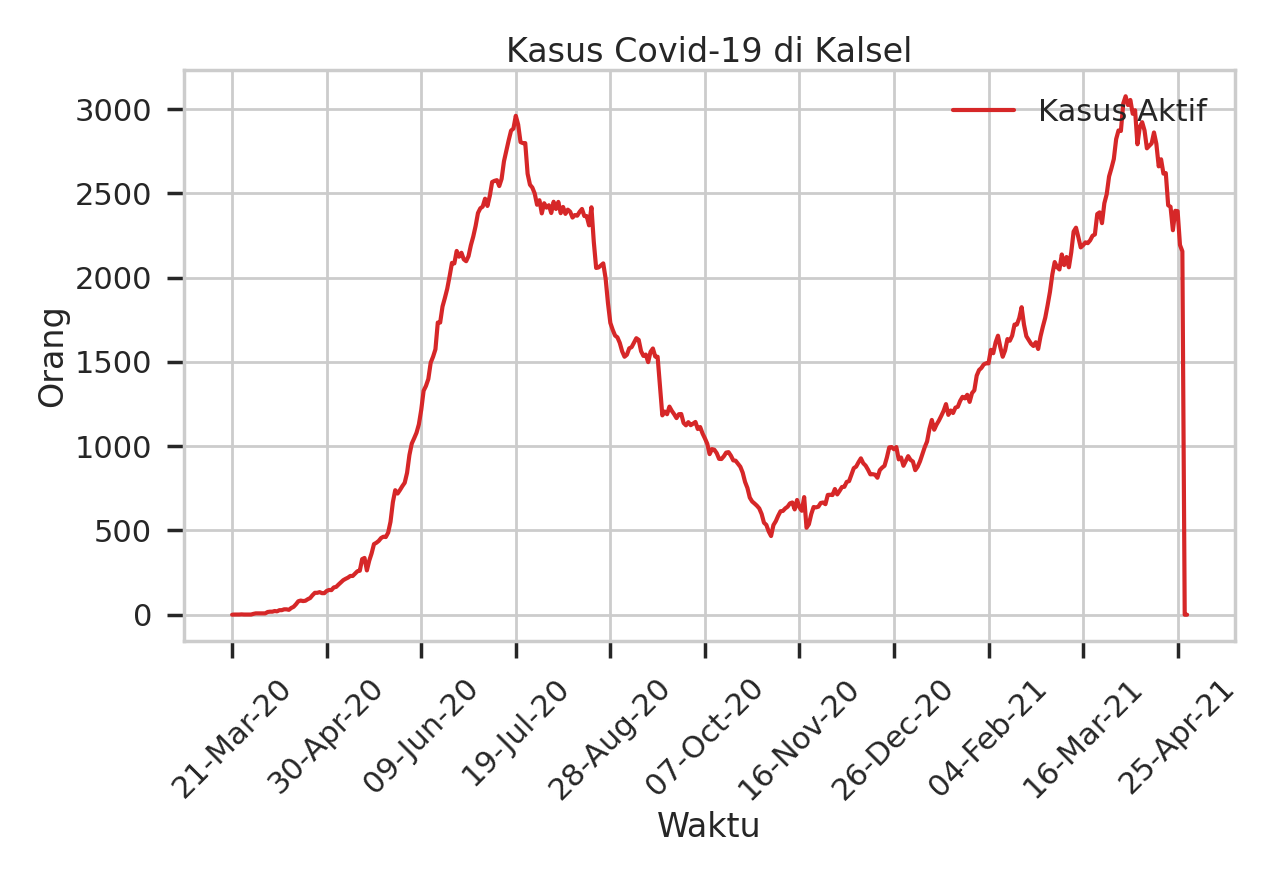 Kasus Covid-19 di Kalsel
Kasus Aktif
3000
2500
2000
1500
1000
500
0
Orang
21-Mar-20
30-Apr-20
09-Jun-20
19-Jul-20
28-Aug-20
07-Oct-20
16-Nov-20
26-Dec-20
04-Feb-21
16-Mar-21
25-Apr-21
Waktu